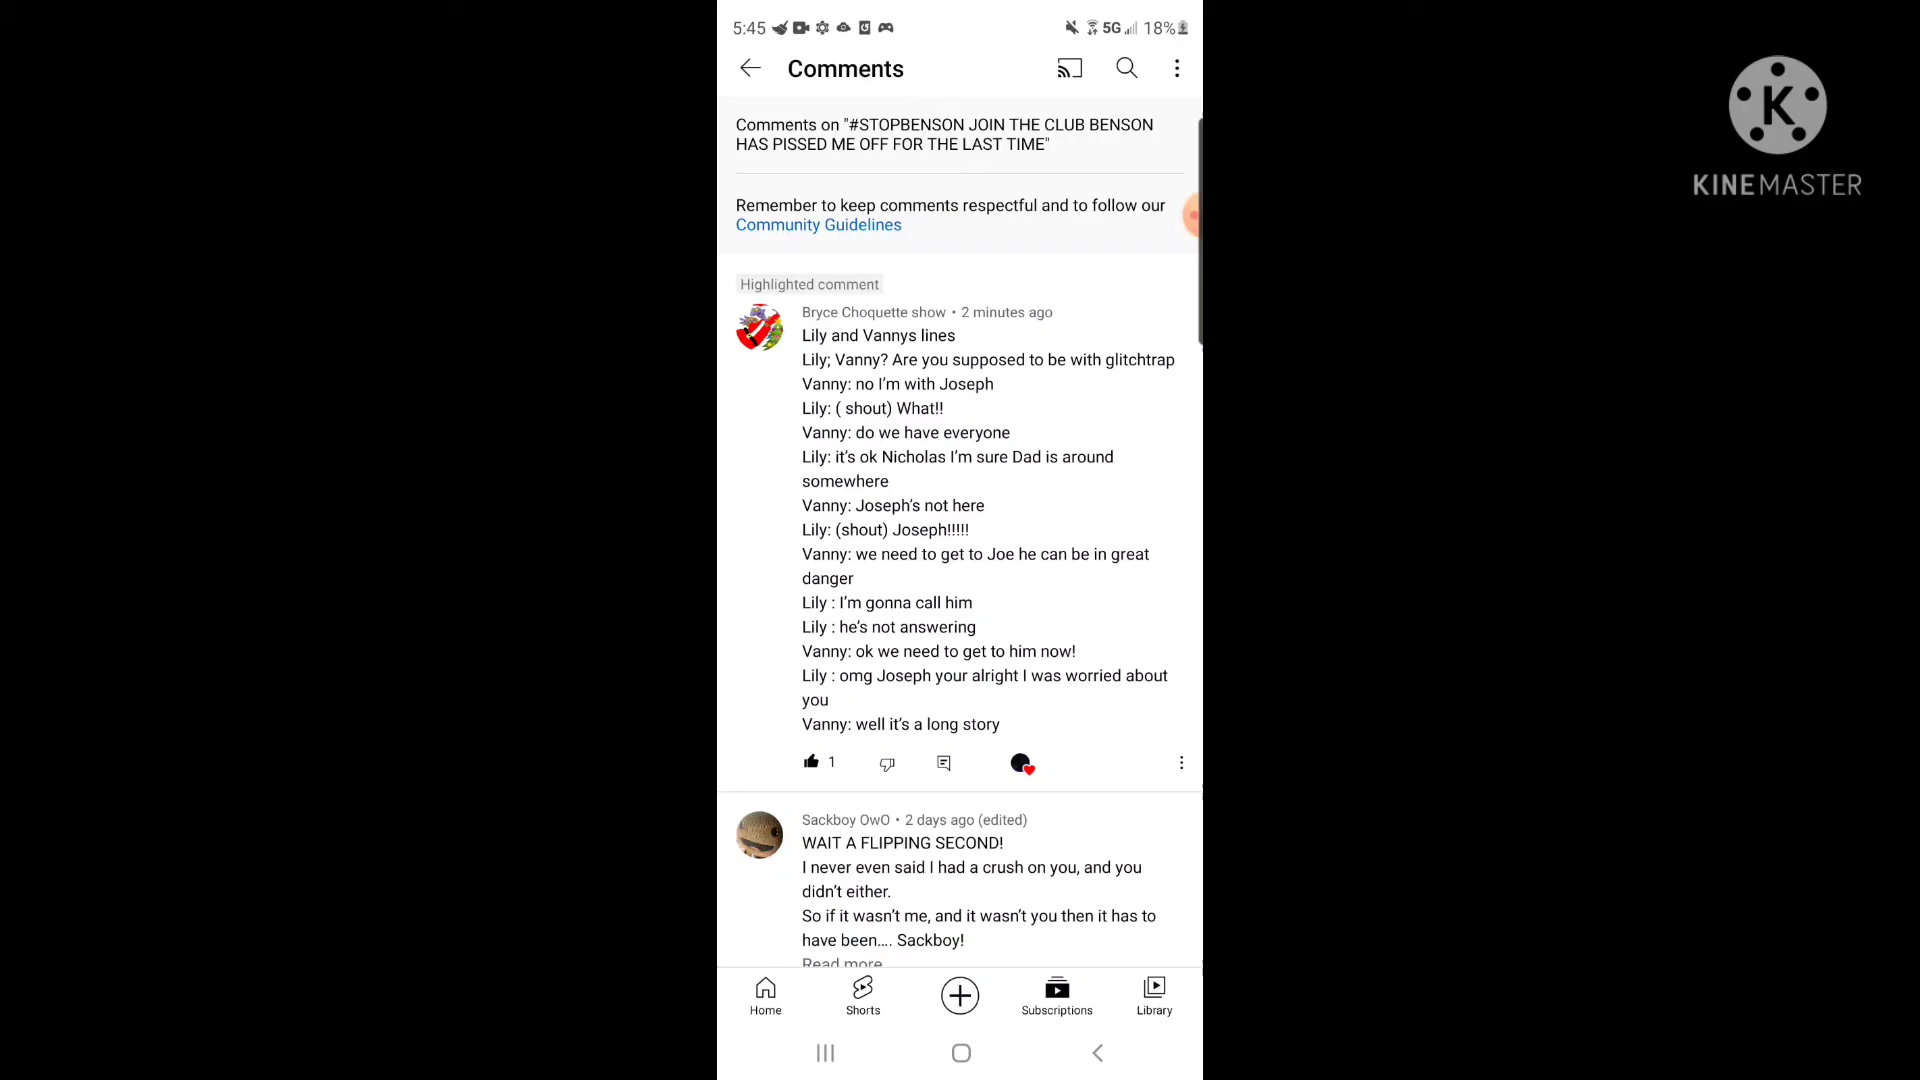 5:45 5G 18%
Comments
Comments on "#STOPBENSON JOIN THE CLUB BENSON
HAS PISSED ME OFF FOR THE LAST TIME"
Remember to keep comments respectful and to follow our
Community Guidelines
Highlighted comment
Bryce Choquette show • 2 minutes ago
Lily and Vannys lines
Lily; Vanny? Are you supposed to be with glitchtrap
Vanny: no I’m with Joseph
Lily: ( shout) What!!
Vanny: do we have everyone
Lily: it’s ok Nicholas I’m sure Dad is around
somewhere
Vanny: Joseph’s not here
Lily: (shout) Joseph!!!!!
Vanny: we need to get to Joe he can be in great
danger
Lily : I’m gonna call him
Lily : he’s not answering
Vanny: ok we need to get to him now!
Lily : omg Joseph your alright I was worried about
you
Vanny: well it’s a long story
1
Sackboy OwO • 2 days ago (edited)
WAIT A FLIPPING SECOND!
I never even said I had a crush on you, and you
didn’t either.
So if it wasn’t me, and it wasn’t you then it has to
have been.... Sackboy!
Read more
Home
Shorts
Subscriptions
Library
K
KINEMASTER